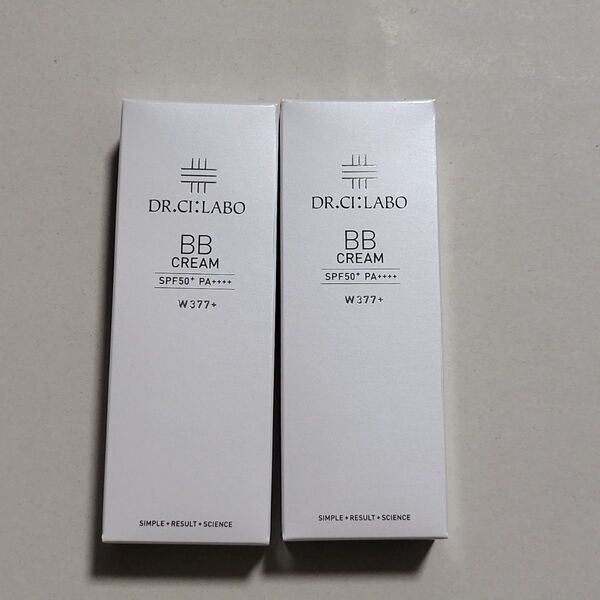 DR.CI:LABO
BB
CREAM
SPF50+ PA++++
W377+
SIMPLE+RESULT+SCIENCE
DR.CI:LABO
BB
CREAM
SPF50+ PA++++
W377+
SIMPLE+RESULT+SCIENCE